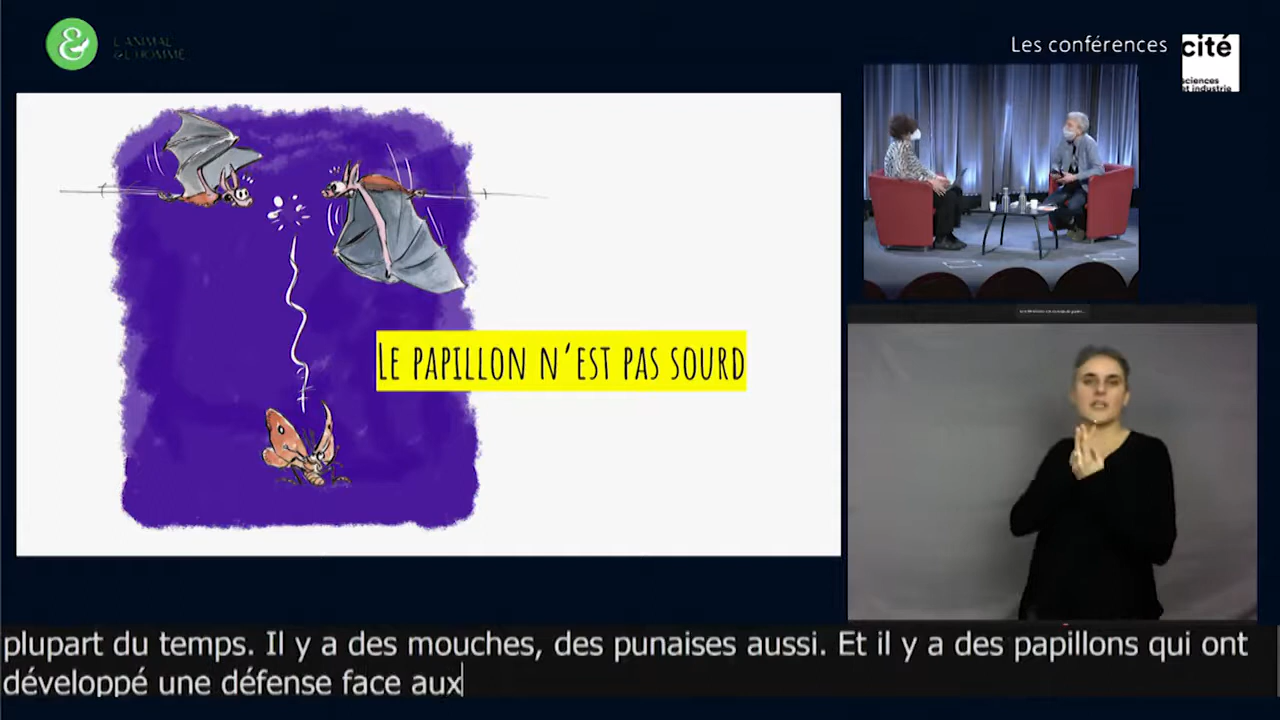 &
L'ANIMAL
& L'HOMME
Les conférences
cité
sciences
et industrie
Le papillon n'est pas sourd
plupart du temps. Il y a des mouches, des punaises aussi. Et il y a des papillons qui ont
développé une défense face aux